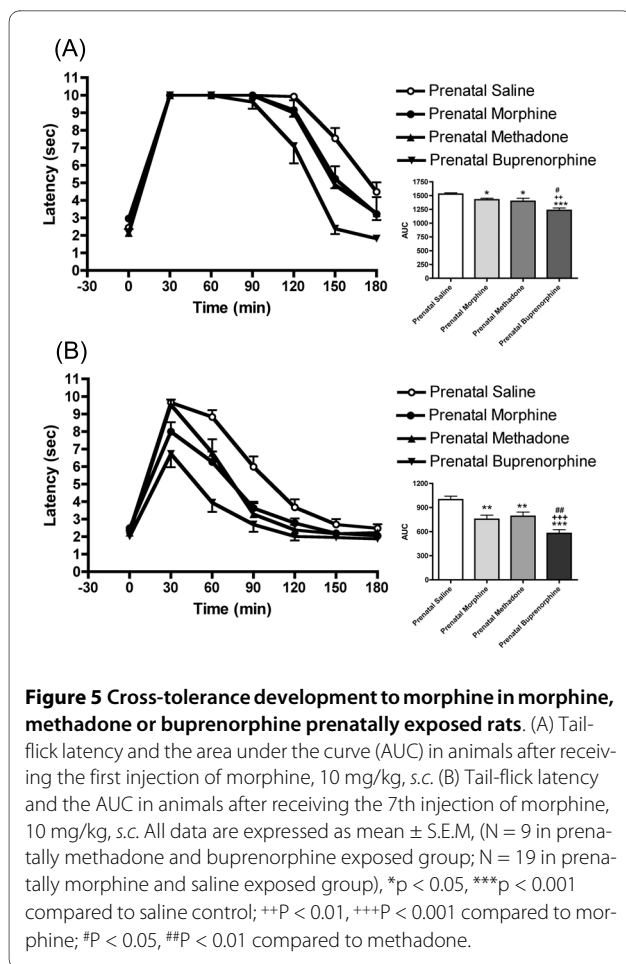 (A)
11
10
9
8
7
6
5
4
3
2
1
0
Latency (sec)
-30 0 30 60 90 120 150 180
Time (min)
Prenatal Saline
Prenatal Morphine
Prenatal Methadone
Prenatal Buprenorphine
1750
1500
1250
750
500
250
0
AUC
*
*
#
++
***
Prenatal Saline
Prenatal Morphine
Prenatal Methadone
Prenatal Buprenorphine
(B)
11
10
9
8
7
6
5
4
3
2
1
0
Latency (sec)
-30 0 30 60 90 120 150 180
Time (min)
Prenatal Saline
Prenatal Morphine
Prenatal Methadone
Prenatal Buprenorphine
1200
900
600
300
0
AUC
**
**
##
+++
***
Prenatal Saline
Prenatal Morphine
Prenatal Methadone
Prenatal Buprenorphine
Figure 5 Cross-tolerance development to morphine in morphine,
methadone or buprenorphine prenatally exposed rats. (A) Tail-
flick latency and the area under the curve (AUC) in animals after receiv-
ing the first injection of morphine, 10 mg/kg, s.c. (B) Tail-flick latency
and the AUC in animals after receiving the 7th injection of morphine,
10 mg/kg, s.c. All data are expressed as mean ± S.E.M, (N = 9 in prena-
tally methadone and buprenorphine exposed group; N = 19 in prena-
tally morphine and saline exposed group), *p < 0.05, ***p < 0.001
compared to saline control; ++P < 0.01, +++P < 0.001 compared to mor-
phine; #P < 0.05, ##P < 0.01 compared to methadone.